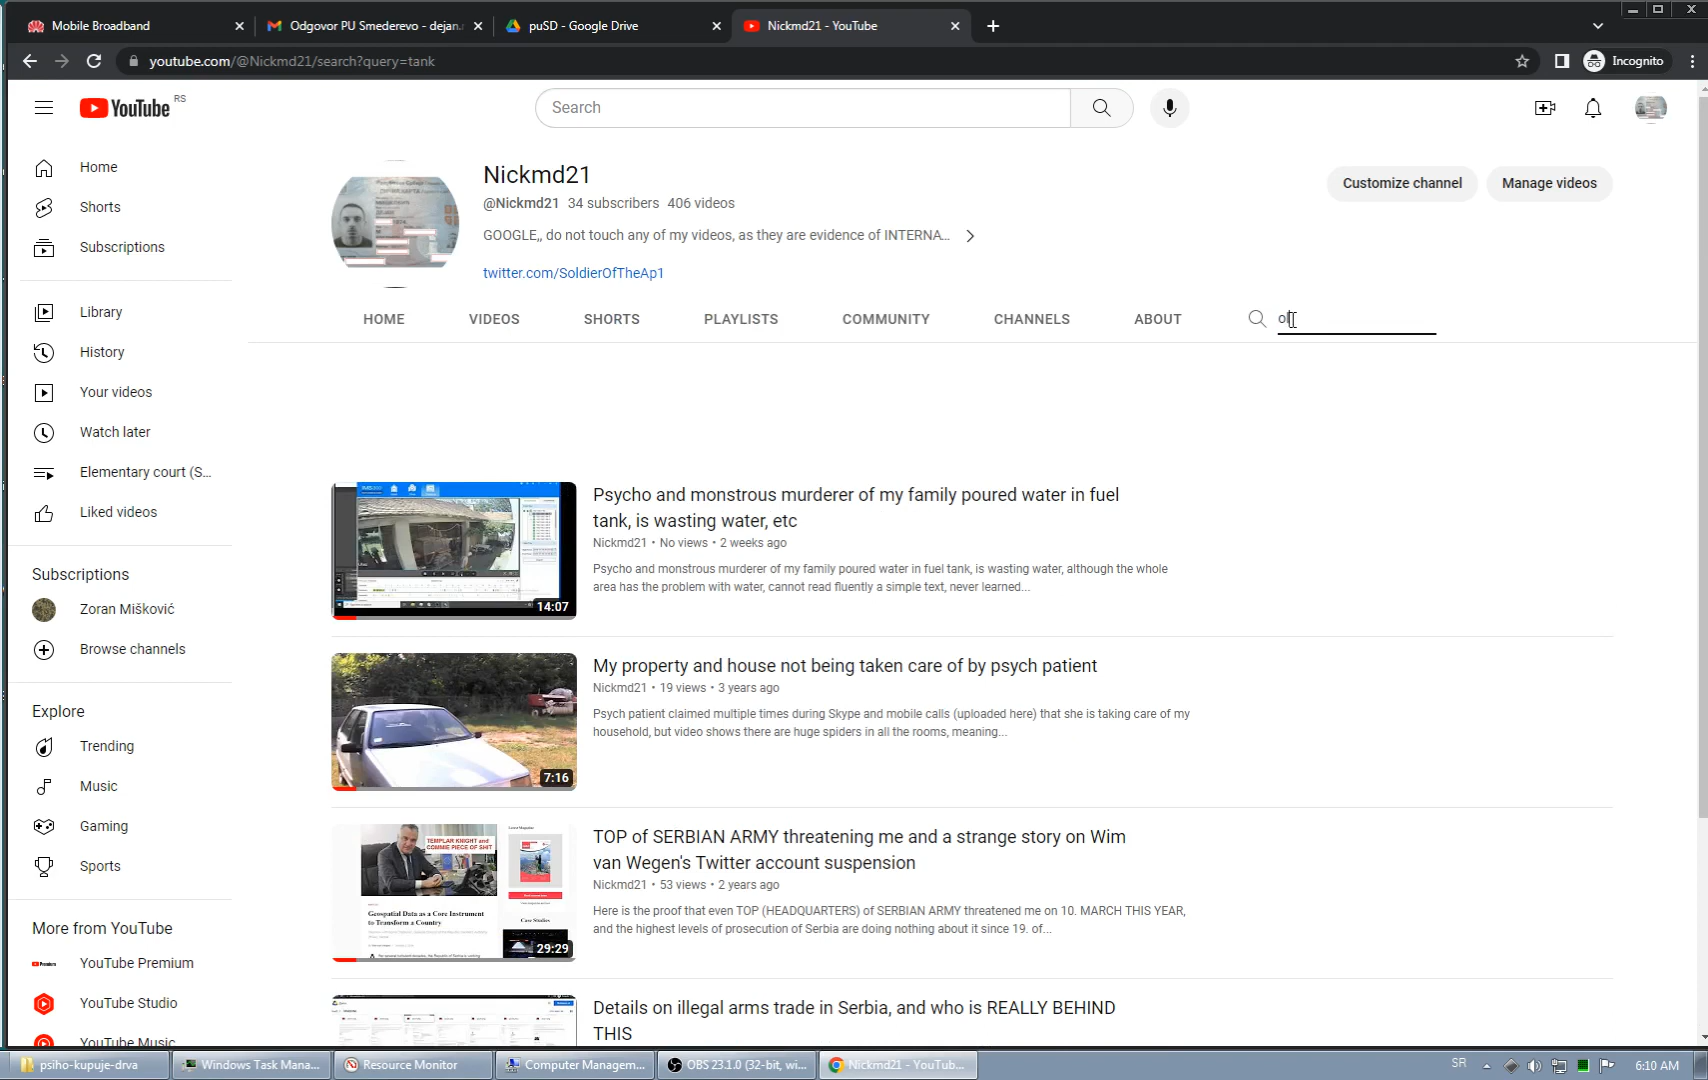 Mobile Broadband
Odgovor PU Smederevo - dejan.
puSD - Google Drive
Nickmd21 - YouTube
youtube.com/@Nickmd21/search?query=tank
Incognito
YouTube RS
Search
Home
Shorts
Subscriptions
Library
History
Your videos
Watch later
Elementary court (S...
Liked videos
Subscriptions
Zoran Mišković
Browse channels
Explore
Trending
Music
Gaming
Sports
More from YouTube
YouTube Premium
YouTube Studio
YouTube Music
Nickmd21
@Nickmd21 34 subscribers 406 videos
GOOGLE,, do not touch any of my videos, as they are evidence of INTERNA...
twitter.com/SoldierOfTheAp1
Customize channel
Manage videos
HOME
VIDEOS
SHORTS
PLAYLISTS
COMMUNITY
CHANNELS
ABOUT
14:07
Psycho and monstrous murderer of my family poured water in fuel
tank, is wasting water, etc
Nickmd21 • No views • 2 weeks ago
Psycho and monstrous murderer of my family poured water in fuel tank, is wasting water, although the whole
area has the problem with water, cannot read fluently a simple text, never learned...
7:16
My property and house not being taken care of by psych patient
Nickmd21 • 19 views • 3 years ago
Psych patient claimed multiple times during Skype and mobile calls (uploaded here) that she is taking care of my
household, but video shows there are huge spiders in all the rooms, meaning...
TEMPLAR KNIGHT and
COMMIE PIECE OF SHIT
Geospatial Data as a Core Instrument
to Transform a Country
Case Studies
29:29
TOP of SERBIAN ARMY threatening me and a strange story on Wim
van Wegen's Twitter account suspension
Nickmd21 • 53 views • 2 years ago
Here is the proof that even TOP (HEADQUARTERS) of SERBIAN ARMY threatened me on 10. MARCH THIS YEAR,
and the highest levels of prosecution of Serbia are doing nothing about it since 19. of...
Details on illegal arms trade in Serbia, and who is REALLY BEHIND
THIS
psiho-kupuje-drva
Windows Task Mana...
Resource Monitor
Computer Managem...
OBS 23.1.0 (32-bit, wi...
Nickmd21 - YouTub...
SR
6:10 AM